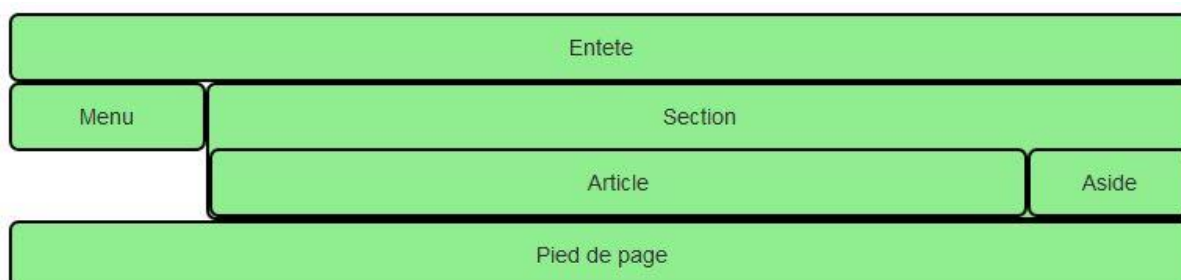 Entete
Menu
Section
Article
Aside
Pied de page